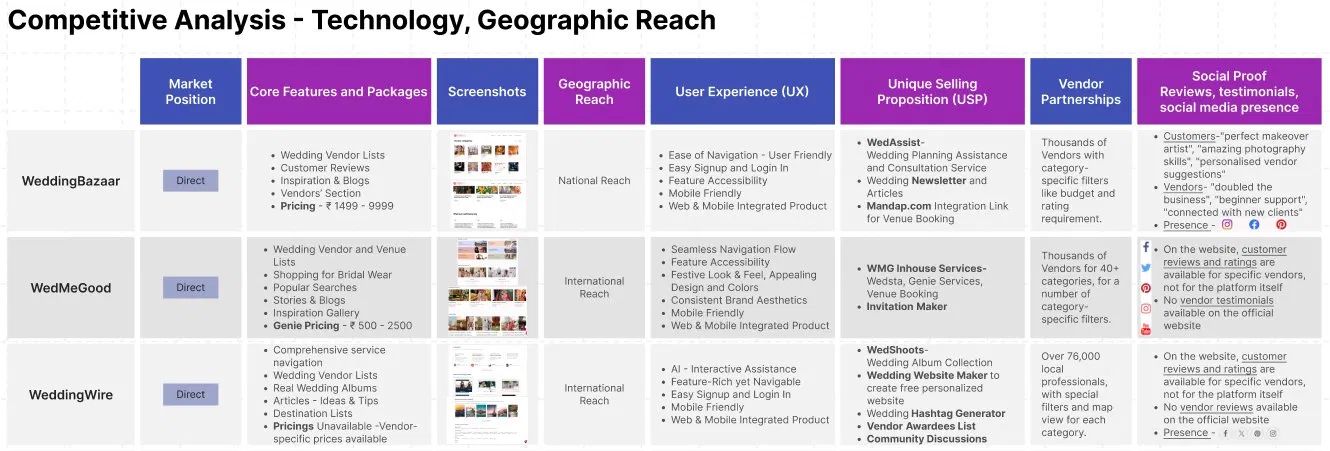 Competitive Analysis - Technology, Geographic Reach
Market
Position
Core Features and Packages
Screenshots
Geographic
Reach
User Experience (UX)
Unique Selling
Proposition (USP)
Vendor
Partnerships
Social Proof
Reviews, testimonials,
social media presence
WeddingBazaar
Direct
• Wedding Vendor Lists
• Customer Reviews
• Inspiration & Blogs
• Vendors' Section
• Pricing - ₹ 1499 - 9999
National Reach
• Ease of Navigation - User Friendly
• Easy Signup and Login In
• Feature Accessibility
• Mobile Friendly
• Web & Mobile Integrated Product
• WedAssist-
Wedding Planning Assistance
and Consultation Service
• Wedding Newsletter and
Articles
• Mandap.com Integration Link
for Venue Booking
Thousands of
Vendors with
category-
specific filters
like budget and
rating
requirement.
• Customers-"perfect makeover
artist", "amazing photography
skills", "personalised vendor
suggestions"
• Vendors- "doubled the
business", "beginner support",
"connected with new clients"
• Presence -
WedMeGood
Direct
• Wedding Vendor and Venue
Lists
• Shopping for Bridal Wear
• Popular Searches
• Stories & Blogs
• Inspiration Gallery
• Genie Pricing - ₹ 500 - 2500
International
Reach
• Seamless Navigation Flow
• Feature Accessibility
• Festive Look & Feel, Appealing
Design and Colors
• Consistent Brand Aesthetics
• Mobile Friendly
• Web & Mobile Integrated Product
• WMG Inhouse Services-
Wedsta, Genie Services,
Venue Booking
• Invitation Maker
Thousands of
Vendors for 40+
categories, for a
number of
category-
specific filters.
• On the website, customer
reviews and ratings are
available for specific vendors,
not for the platform itself
• No vendor testimonials
available on the official
website
WeddingWire
Direct
• Comprehensive service
navigation
• Wedding Vendor Lists
• Real Wedding Albums
• Articles - Ideas & Tips
• Destination Lists
• Pricings Unavailable -Vendor-
specific prices available
International
Reach
• AI - Interactive Assistance
• Feature-Rich yet Navigable
• Easy Signup and Login In
• Mobile Friendly
• Web & Mobile Integrated Product
• WedShoots-
Wedding Album Collection
• Wedding Website Maker to
create free personalized
website
• Wedding Hashtag Generator
• Vendor Awardees List
• Community Discussions
Over 76,000
local
professionals,
with special
filters and map
view for each
category.
• On the website, customer
reviews and ratings are
available for specific vendors,
not for the platform itself
• No vendor reviews available
on the official website
• Presence -